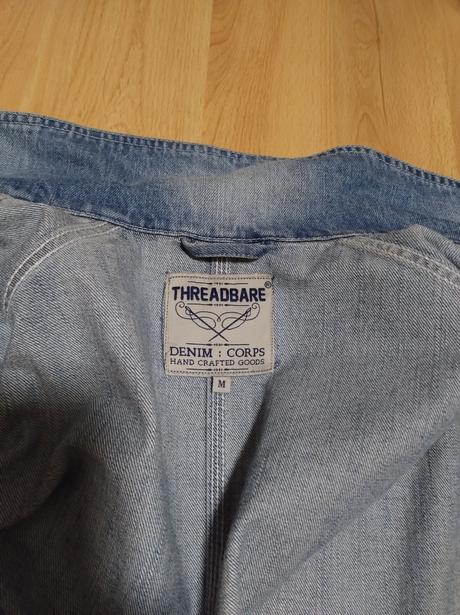 THREADBARE®
DENIM : CORPS
HAND CRAFTED GOODS
M